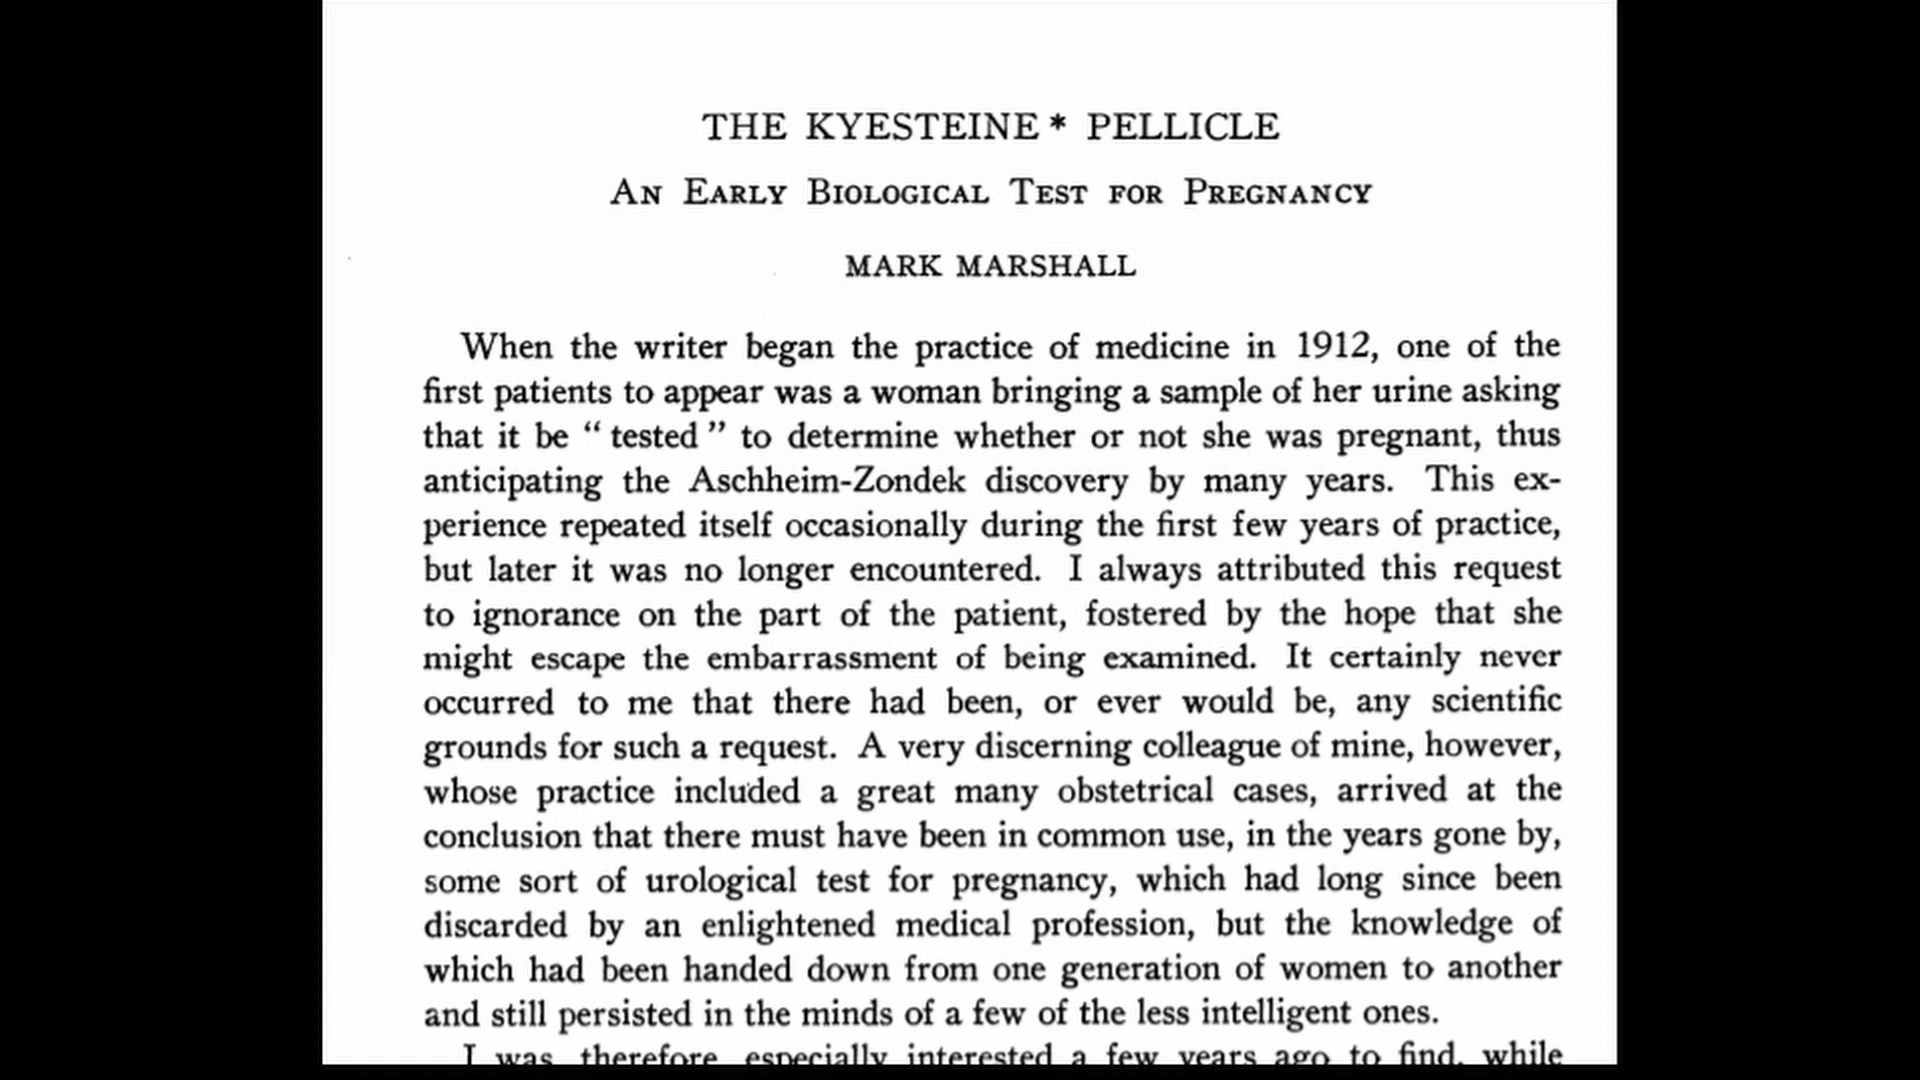 THE KYESTEINE * PELLICLE
An Early Biological Test for Pregnancy
MARK MARSHALL
When the writer began the practice of medicine in 1912, one of the
first patients to appear was a woman bringing a sample of her urine asking
that it be “ tested ” to determine whether or not she was pregnant, thus
anticipating the Aschheim-Zondek discovery by many years. This ex-
perience repeated itself occasionally during the first few years of practice,
but later it was no longer encountered. I always attributed this request
to ignorance on the part of the patient, fostered by the hope that she
might escape the embarrassment of being examined. It certainly never
occurred to me that there had been, or ever would be, any scientific
grounds for such a request. A very discerning colleague of mine, however,
whose practice included a great many obstetrical cases, arrived at the
conclusion that there must have been in common use, in the years gone by,
some sort of urological test for pregnancy, which had long since been
discarded by an enlightened medical profession, but the knowledge of
which had been handed down from one generation of women to another
and still persisted in the minds of a few of the less intelligent ones.
I was therefore especially interested a few years ago to find, while